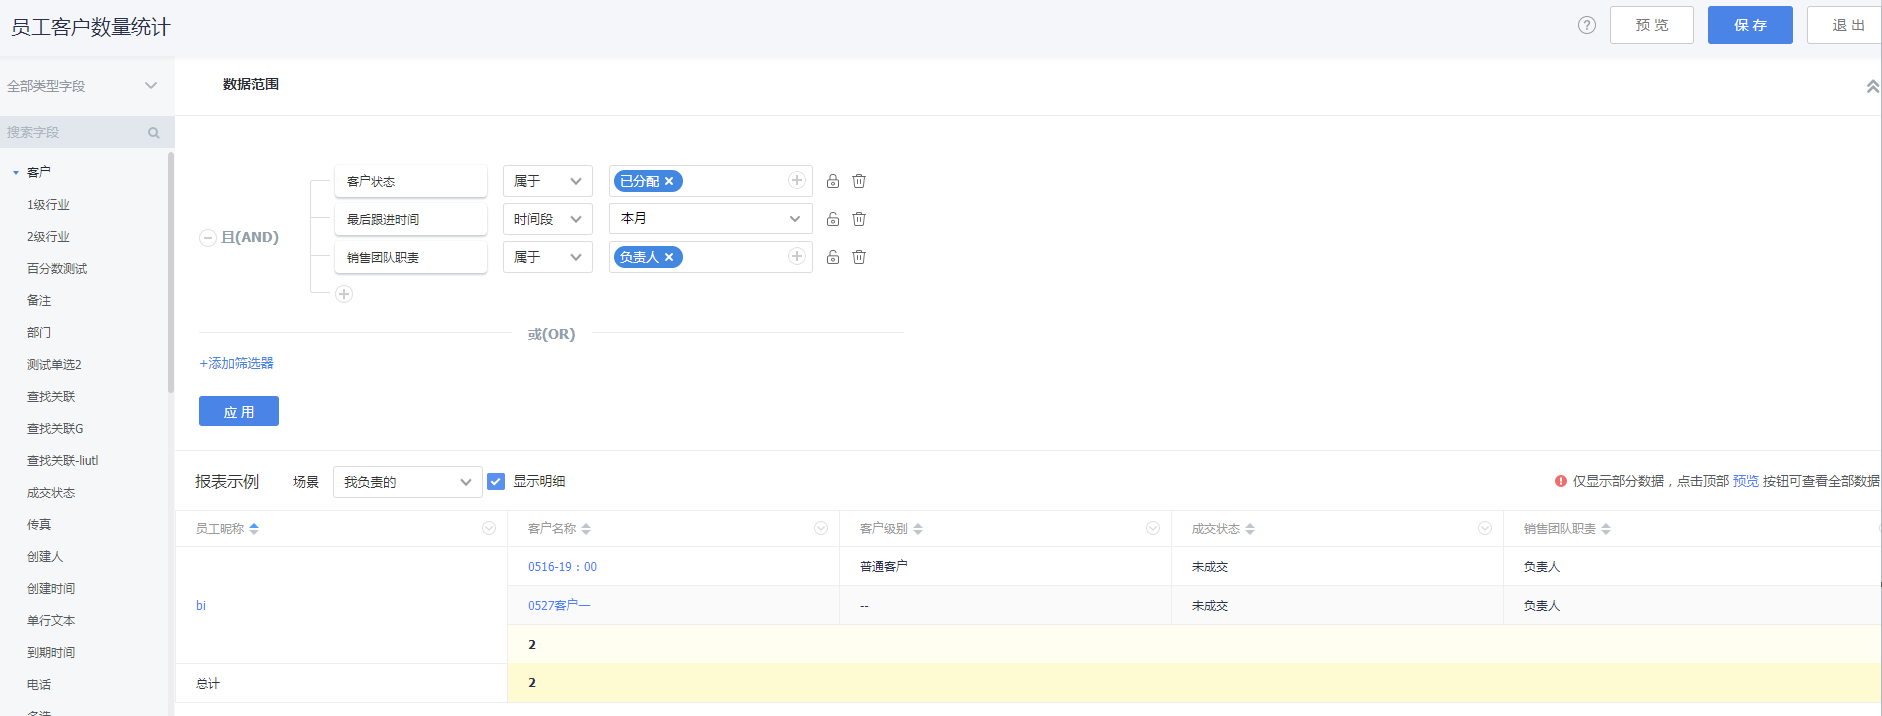 员工客户数量统计
? 预 览 保 存 退 出
全部类型字段
搜索字段
客户
1级行业
2级行业
百分数测试
备注
部门
测试单选2
查找关联
查找关联G
查找关联-liutl
成交状态
传真
创建人
创建时间
单行文本
到期时间
电话
数据范围
且(AND)
客户状态 属于 已分配 ×
最后跟进时间 时间段 本月
销售团队职责 属于 负责人 ×
或(OR)
+添加筛选器
应 用
报表示例 场景 我负责的 显示明细 仅显示部分数据，点击顶部 预览 按钮可查看全部数据
员工昵称 客户名称 客户级别 成交状态 销售团队职责
bi
0516-19：00 普通客户 未成交 负责人
0527客户一 -- 未成交 负责人
2
总计 2